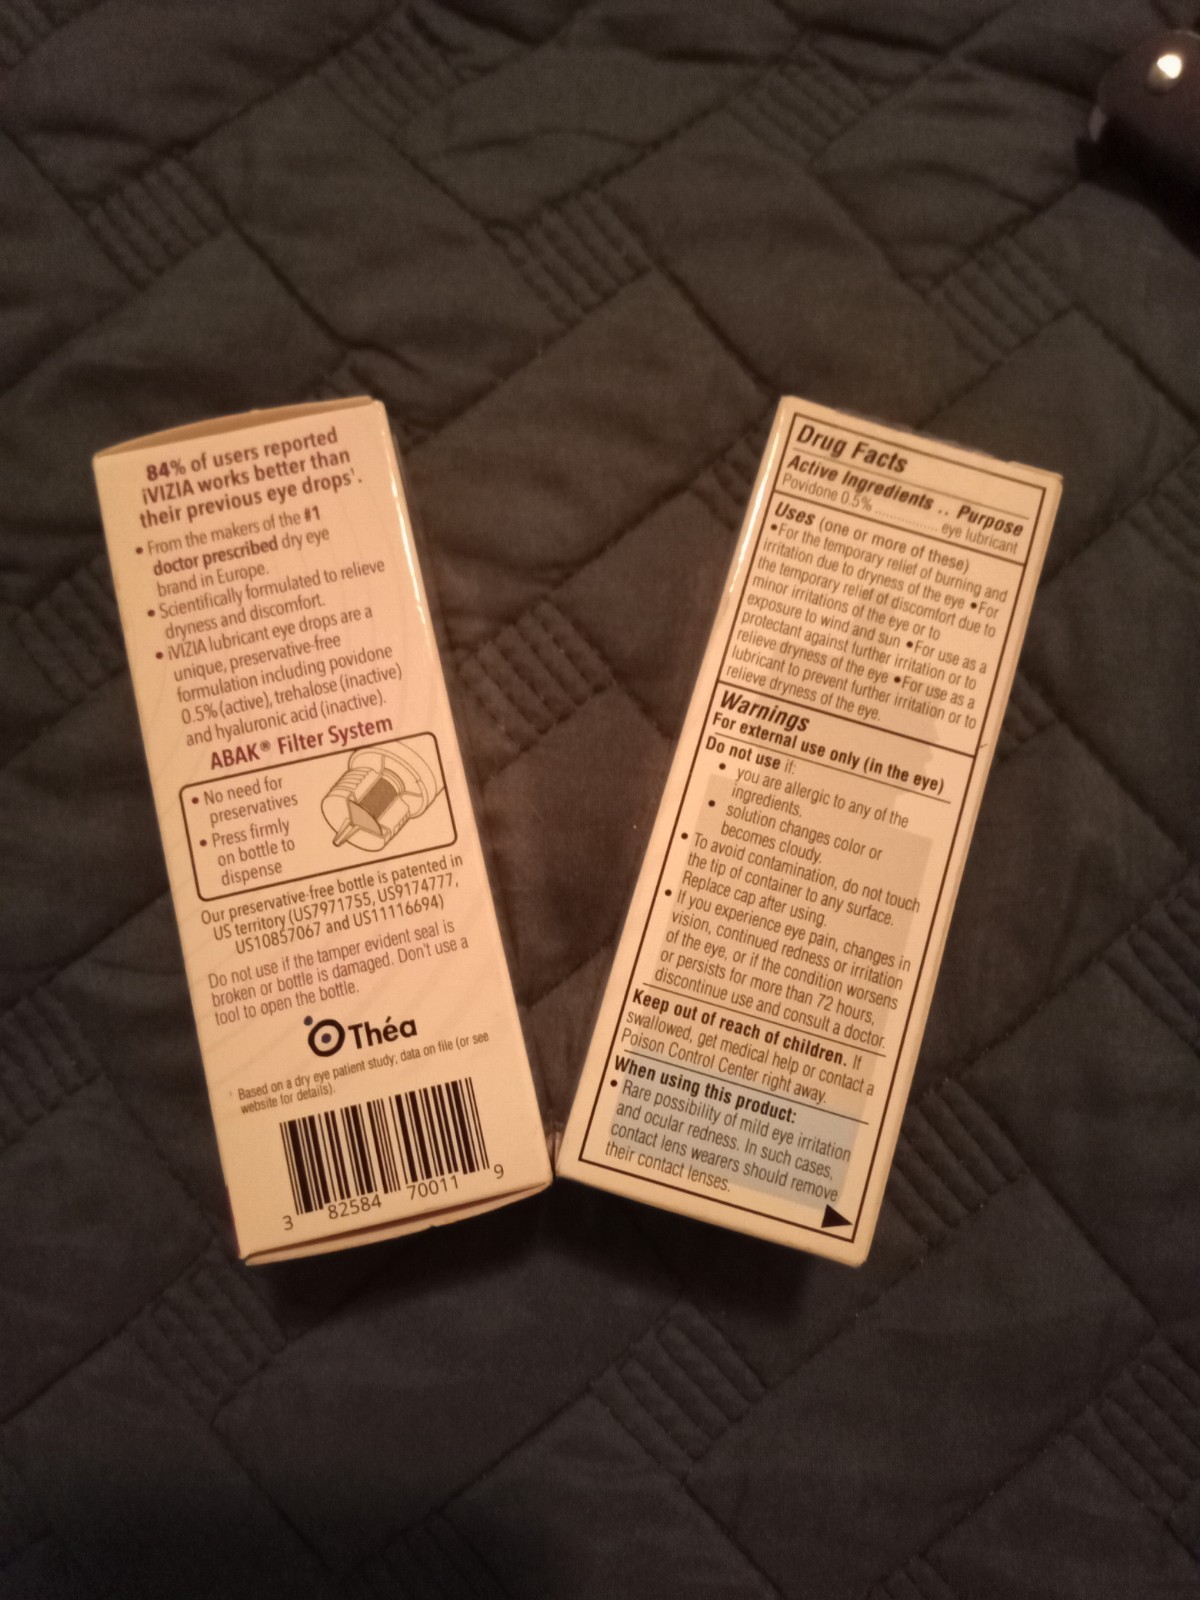 84% of users reported
iVIZIA works better than
their previous eye drops¹.
• From the makers of the #1
doctor prescribed dry eye
brand in Europe.
• Scientifically formulated to relieve
dryness and discomfort.
• iVIZIA lubricant eye drops are a
unique, preservative-free
formulation including povidone
0.5% (active), trehalose (inactive)
and hyaluronic acid (inactive).
ABAK® Filter System
• No need for
preservatives
• Press firmly
on bottle to
dispense
Our preservative-free bottle is patented in
US territory (US7971755, US9174777,
US10857067 and US11116694)
Do not use if the tamper evident seal is
broken or bottle is damaged. Don't use a
tool to open the bottle.
Théa
¹ Based on a dry eye patient study; data on file (or see
website for details).
3 82584 70011 9
Drug Facts
Active Ingredients .. Purpose
Povidone 0.5% ................ eye lubricant
Uses (one or more of these)
•For the temporary relief of burning and
irritation due to dryness of the eye •For
the temporary relief of discomfort due to
minor irritations of the eye or to
exposure to wind and sun •For use as a
protectant against further irritation or to
relieve dryness of the eye •For use as a
lubricant to prevent further irritation or to
relieve dryness of the eye.
Warnings
For external use only (in the eye)
Do not use if:
• you are allergic to any of the
ingredients.
• solution changes color or
becomes cloudy.
• To avoid contamination, do not touch
the tip of container to any surface.
Replace cap after using.
• If you experience eye pain, changes in
vision, continued redness or irritation
of the eye, or if the condition worsens
or persists for more than 72 hours,
discontinue use and consult a doctor.
Keep out of reach of children. If
swallowed, get medical help or contact a
Poison Control Center right away.
When using this product:
• Rare possibility of mild eye irritation
and ocular redness. In such cases,
contact lens wearers should remove
their contact lenses.